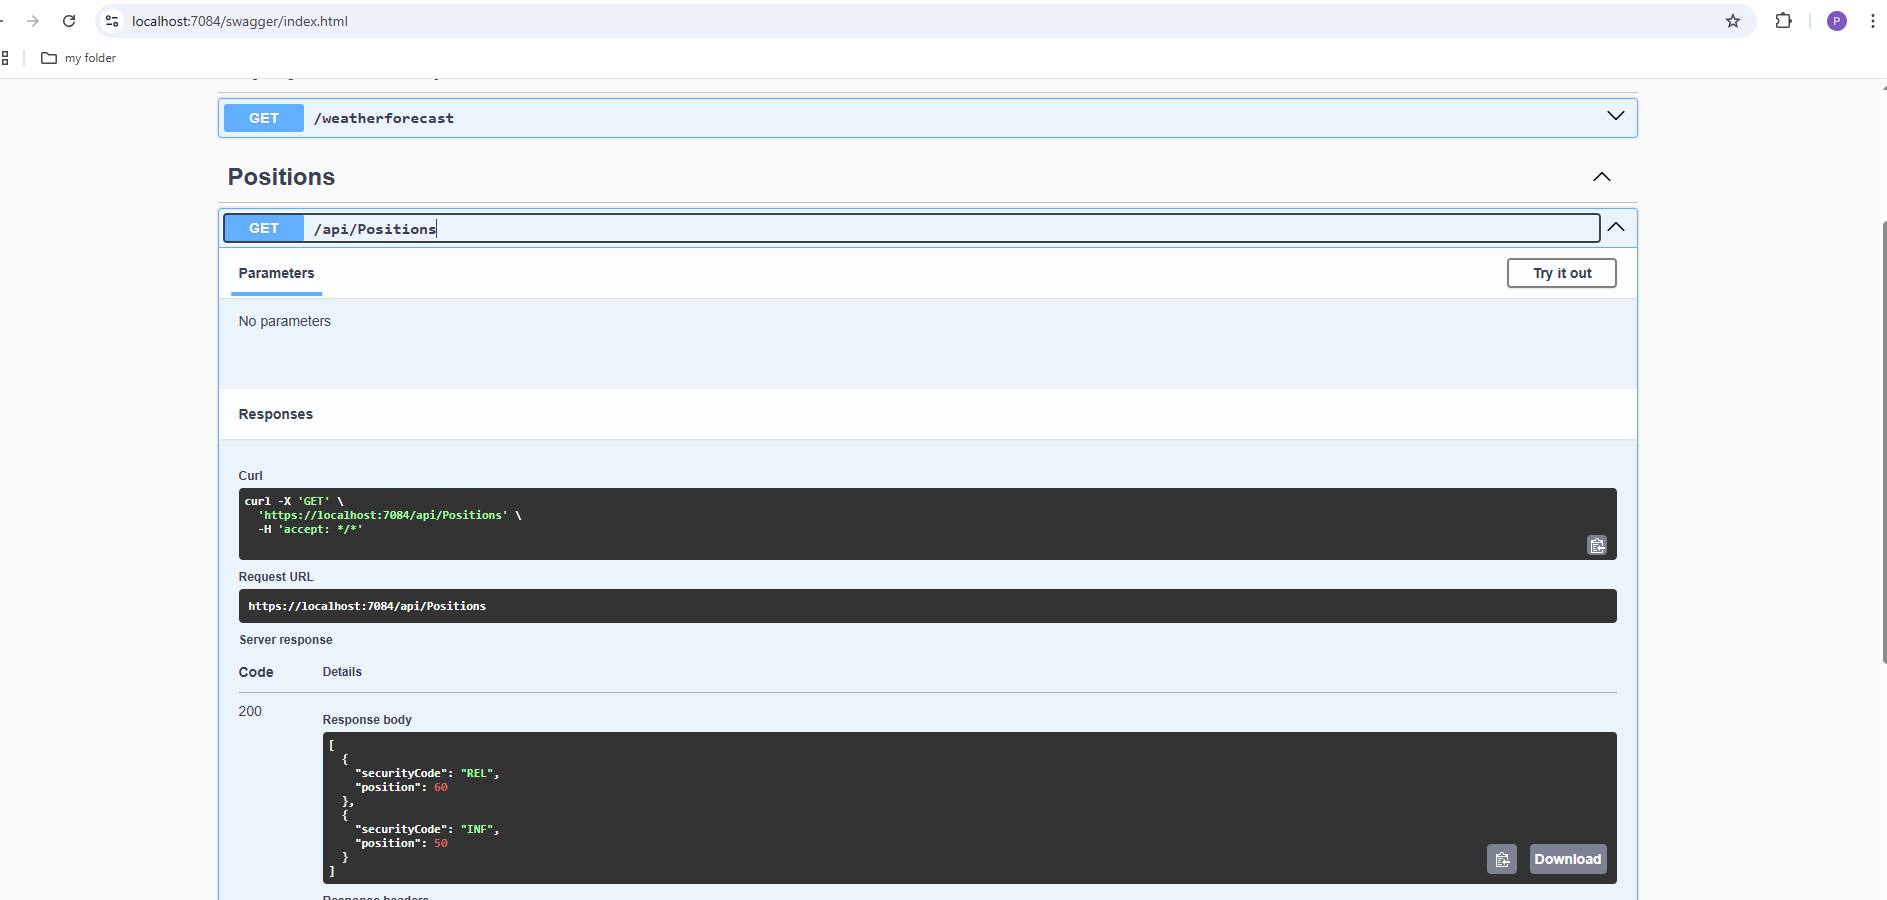 localhost:7084/swagger/index.html
P
my folder
GET /weatherforecast
Positions
GET /api/Positions
Parameters
Try it out
No parameters
Responses
Curl
curl -X 'GET' \
  'https://localhost:7084/api/Positions' \
  -H 'accept: */*'
Request URL
https://localhost:7084/api/Positions
Server response
Code Details
200
Response body
[
  {
    "securityCode": "REL",
    "position": 60
  },
  {
    "securityCode": "INF",
    "position": 50
  }
]
Download
Response headers